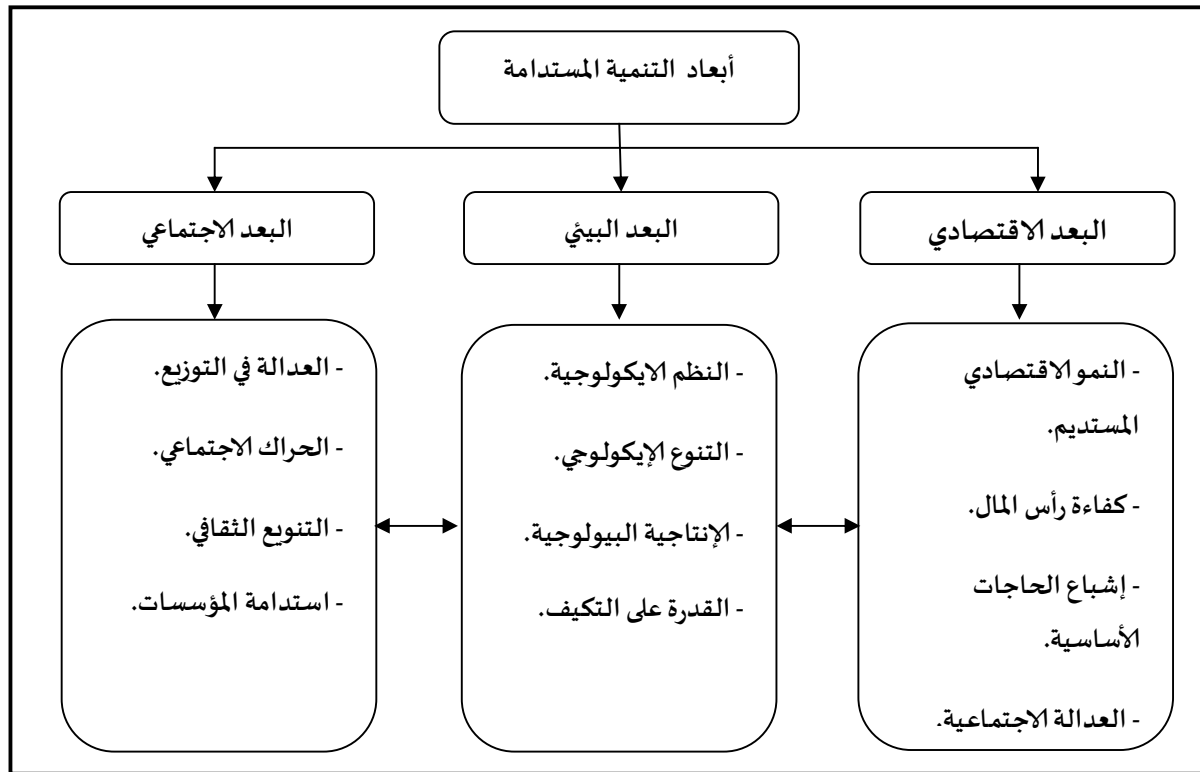 أبعاد التنمية المستدامة
البعد الاقتصادي
البعد البيئي
البعد الاجتماعي
- النمو الاقتصادي
المستديم.
- كفاءة رأس المال.
- إشباع الحاجات
الأساسية.
- العدالة الاجتماعية.
- النظم الايكولوجية.
- التنوع الإيكولوجي.
- الإنتاجية البيولوجية.
- القدرة على التكيف.
- العدالة في التوزيع.
- الحراك الاجتماعي.
- التنويع الثقافي.
- استدامة المؤسسات.